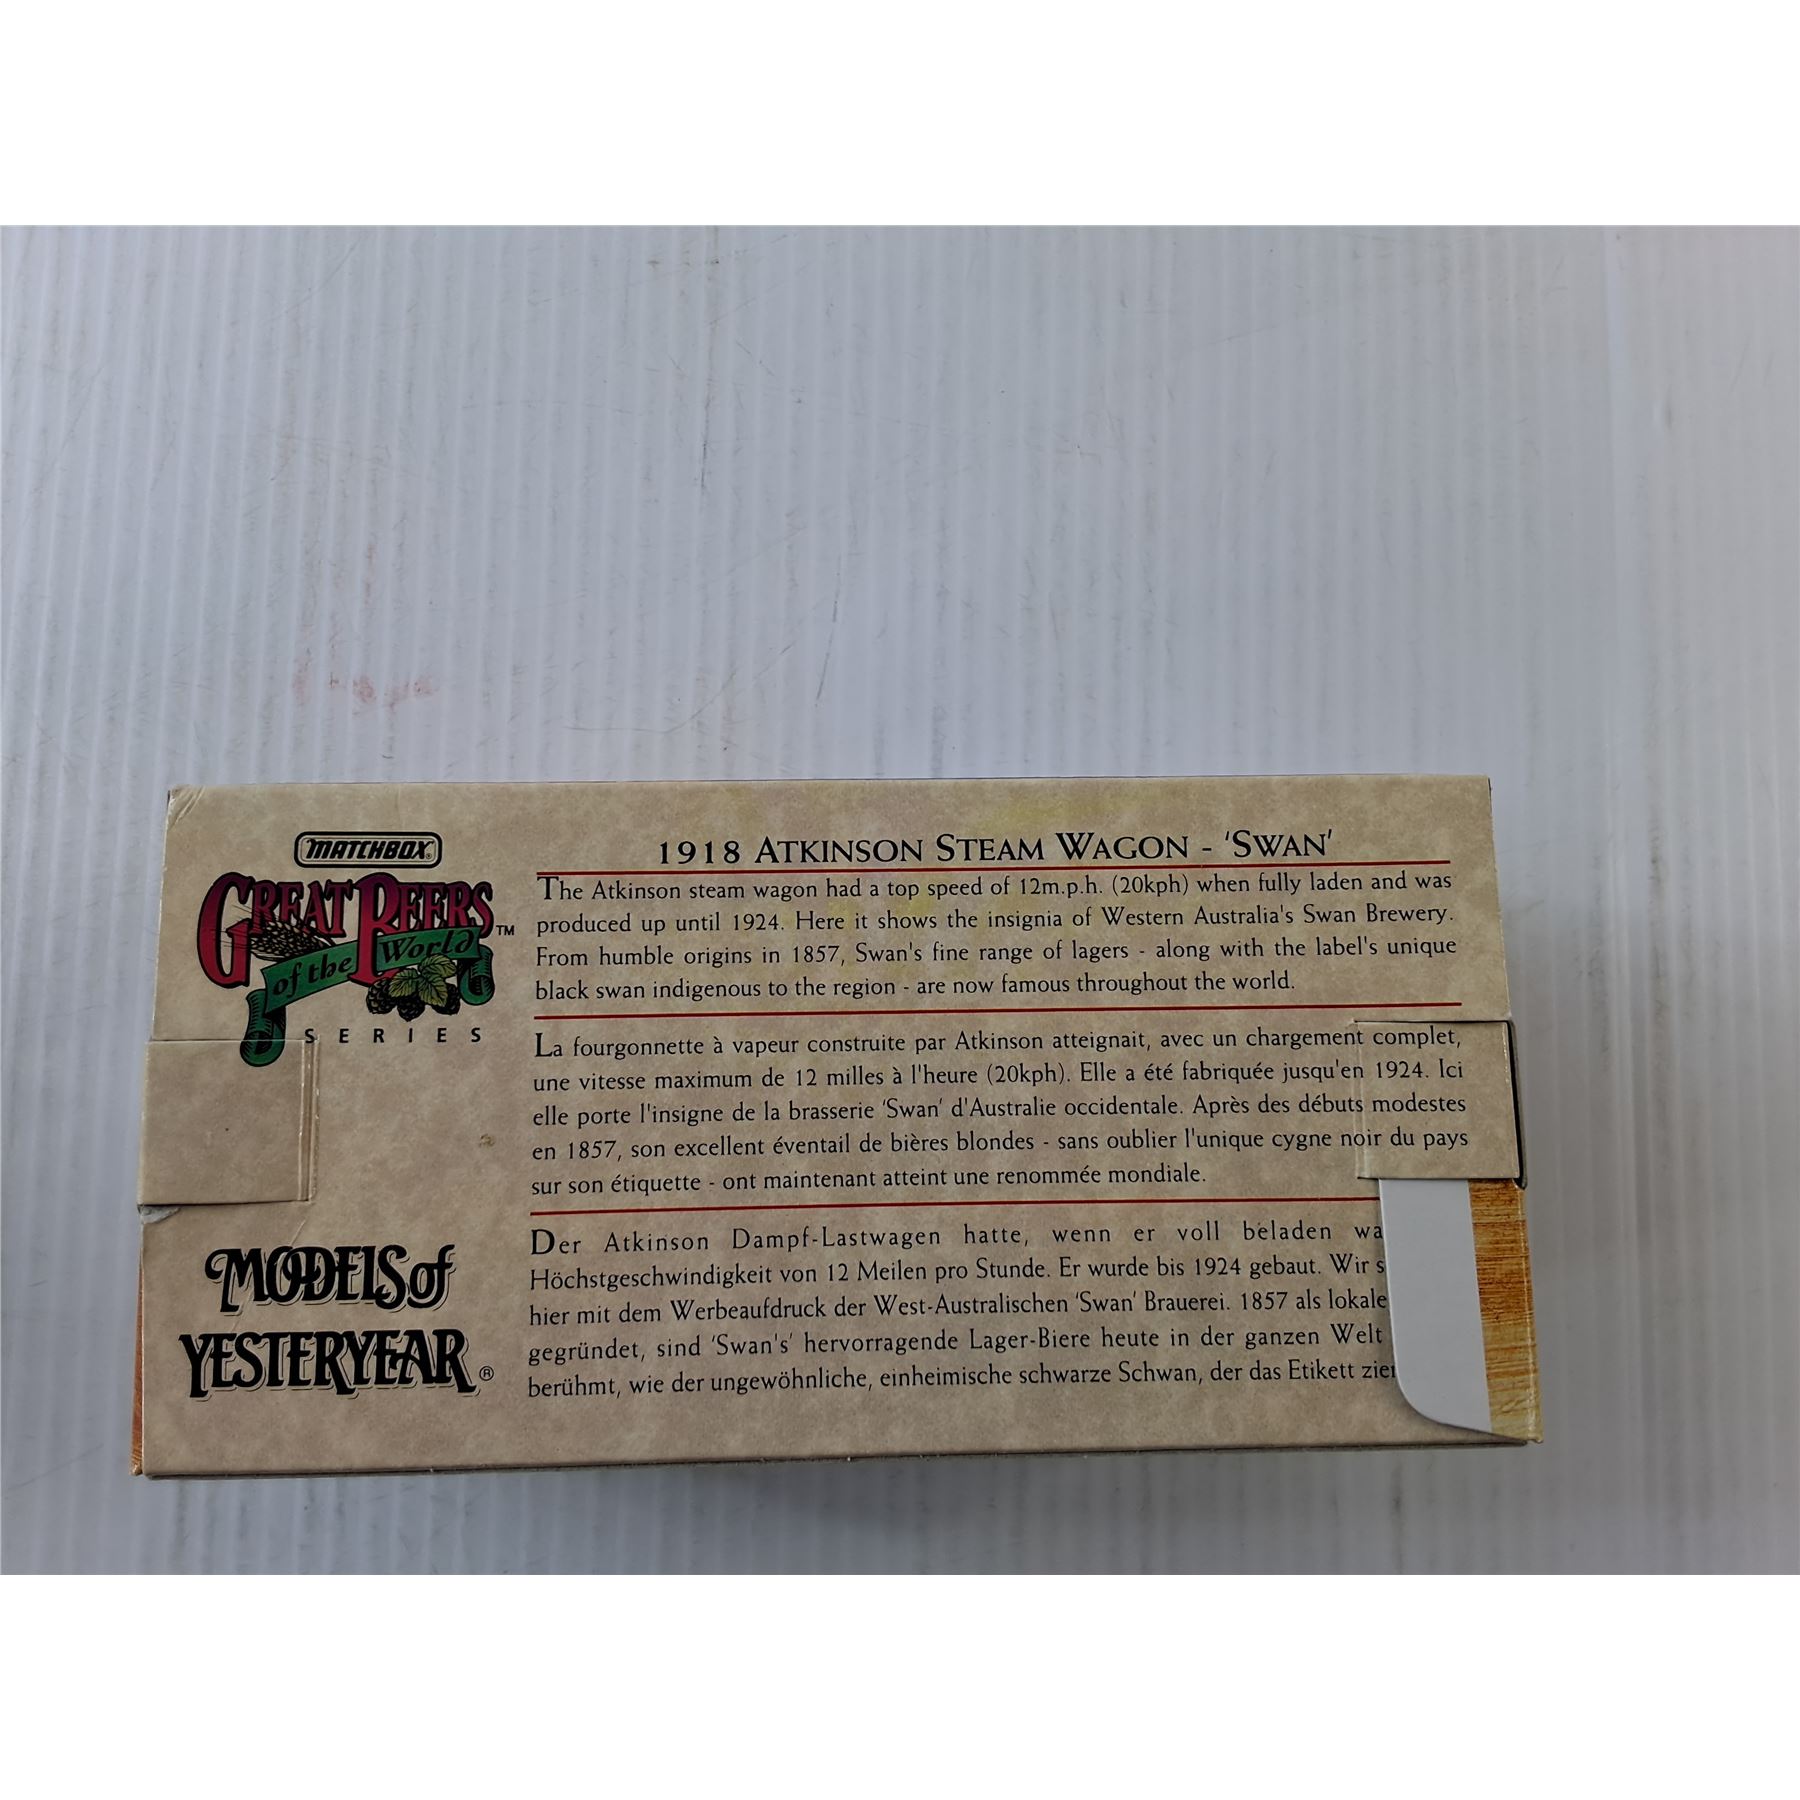 MATCHBOX®
GREAT BEERS™
of the World
SERIES
MODELS of
YESTERYEAR®
1918 ATKINSON STEAM WAGON - 'SWAN'
The Atkinson steam wagon had a top speed of 12m.p.h. (20kph) when fully laden and was
produced up until 1924. Here it shows the insignia of Western Australia's Swan Brewery.
From humble origins in 1857, Swan's fine range of lagers - along with the label's unique
black swan indigenous to the region - are now famous throughout the world.
La fourgonnette à vapeur construite par Atkinson atteignait, avec un chargement complet,
une vitesse maximum de 12 milles à l'heure (20kph). Elle a été fabriquée jusqu'en 1924. Ici
elle porte l'insigne de la brasserie 'Swan' d'Australie occidentale. Après des débuts modestes
en 1857, son excellent éventail de bières blondes - sans oublier l'unique cygne noir du pays
sur son étiquette - ont maintenant atteint une renommée mondiale.
Der Atkinson Dampf-Lastwagen hatte, wenn er voll beladen
Höchstgeschwindigkeit von 12 Meilen pro Stunde. Er wurde bis 1924 gebaut. Wir
hier mit dem Werbeaufdruck der West-Australischen 'Swan' Brauerei. 1857 als lokale
gegründet, sind 'Swan's' hervorragende Lager-Biere heute in der ganzen Welt
berühmt, wie der ungewöhnliche, einheimische schwarze Schwan, der das Etikett